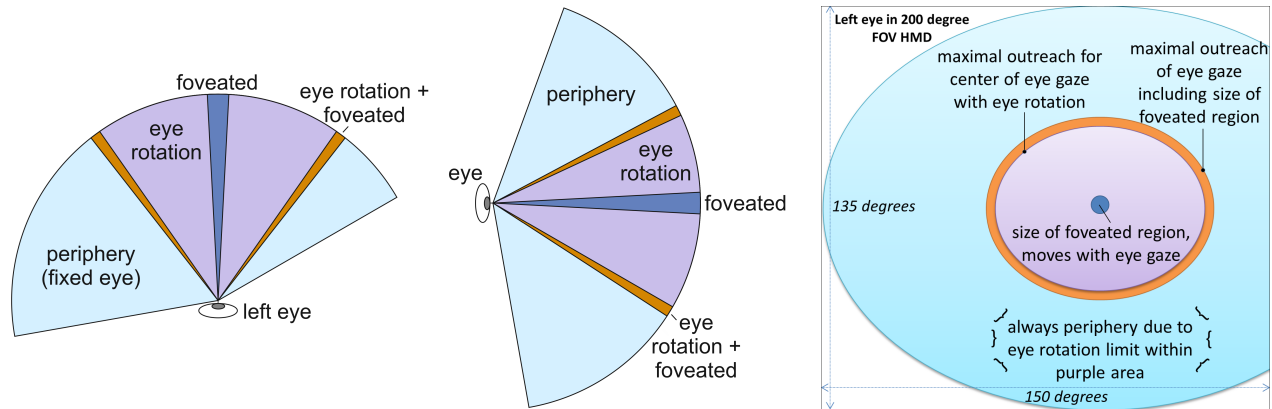 foveated
eye rotation +
foveated
eye
rotation
periphery
(fixed eye)
left eye
periphery
eye
rotation
eye
foveated
eye
rotation +
foveated
Left eye in 200 degree
FOV HMD
maximal outreach for
center of eye gaze
with eye rotation
maximal outreach
of eye gaze
including size of
foveated region
135 degrees
size of foveated region,
moves with eye gaze
always periphery due to
eye rotation limit within
purple area
150 degrees